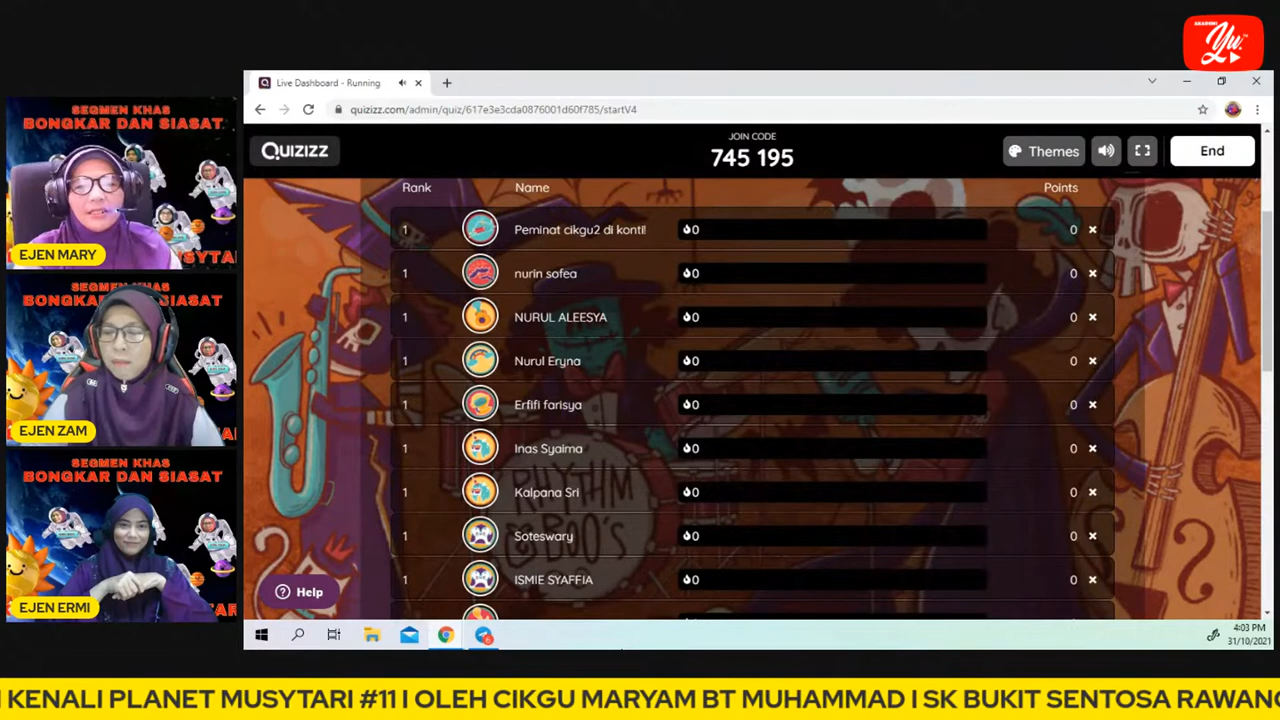 AKADEMI
Yu.
SEGMEN KHAS
BONGKAR DAN SIASAT
EJEN MARY
EJEN ZAM
SEGMEN KHAS
BONGKAR DAN SIASAT
EJEN ERMI
Live Dashboard - Running
quizizz.com/admin/quiz/617e3e3cda0876001d60f785/startV4
QUIZIZZ
JOIN CODE
745 195
Themes
End
Rank Name Points
1 Peminat cikgu2 di konti! 0 0
1 nurin sofea 0 0
1 NURUL ALEESYA 0 0
1 Nurul Eryna 0 0
1 Erfifi farisya 0 0
1 Inas Syaima 0 0
1 Kalpana Sri 0 0
1 Soteswary 0 0
1 ISMIE SYAFFIA 0 0
RHYTHM
BOO'S
Help
4:03 PM
31/10/2021
KENALI PLANET MUSYTARI #11 I OLEH CIKGU MARYAM BT MUHAMMAD I SK BUKIT SENTOSA RAWANG